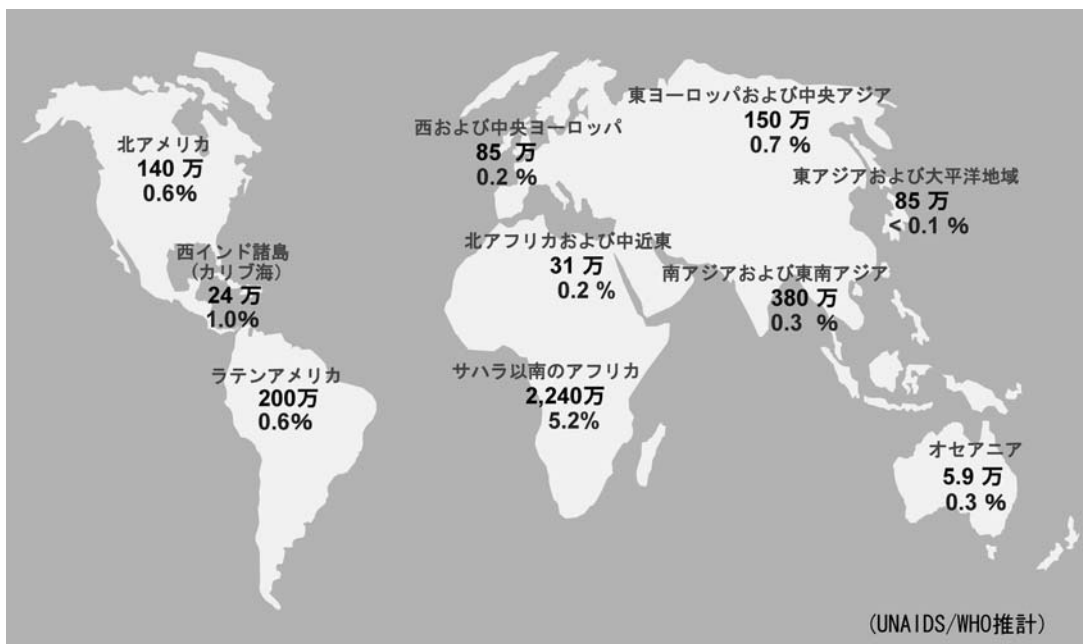 北アメリカ
140 万
0.6%
西インド諸島
(カリブ海)
24 万
1.0%
ラテンアメリカ
200万
0.6%
西および中央ヨーロッパ
85 万
0.2 %
北アフリカおよび中近東
31 万
0.2 %
サハラ以南のアフリカ
2,240万
5.2%
東ヨーロッパおよび中央アジア
150 万
0.7 %
東アジアおよび太平洋地域
85 万
< 0.1 %
南アジアおよび東南アジア
380 万
0.3 %
オセアニア
5.9 万
0.3 %
(UNAIDS/WHO推計)